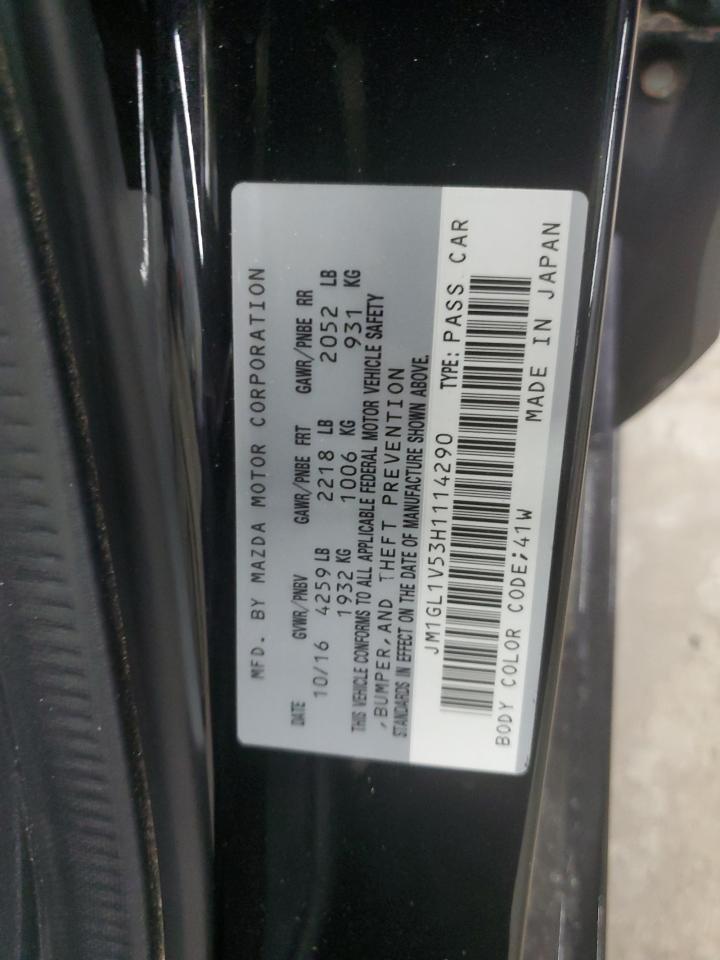 MFD. BY MAZDA MOTOR CORPORATION
DATE GVWR/PNBV GAWR/PNBE FRT GAWR/PNBE RR
10/16 4259 LB 2218 LB 2052 LB
1932 KG 1006 KG 931 KG
THIS VEHICLE CONFORMS TO ALL APPLICABLE FEDERAL MOTOR VEHICLE SAFETY
,BUMPER,AND THEFT PREVENTION
STANDARDS IN EFFECT ON THE DATE OF MANUFACTURE SHOWN ABOVE.
JM1GL1V53H1114290 TYPE: PASS CAR
BODY COLOR CODE;41W MADE IN JAPAN